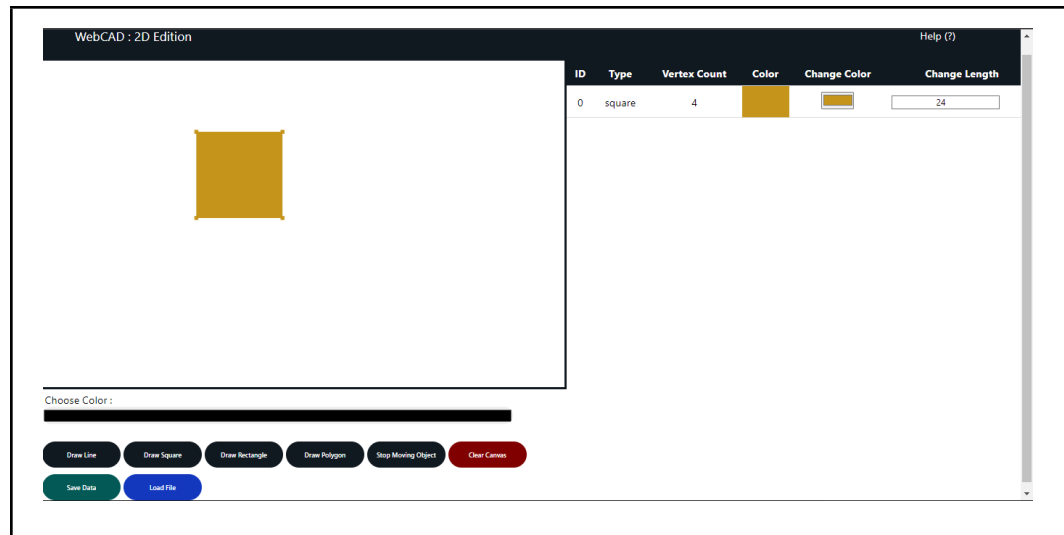 WebCAD : 2D Edition Help (?)
ID Type Vertex Count Color Change Color Change Length
0 square 4 24
Choose Color :
Draw Line Draw Square Draw Rectangle Draw Polygon Stop Moving Object Clear Canvas
Save Data Load File